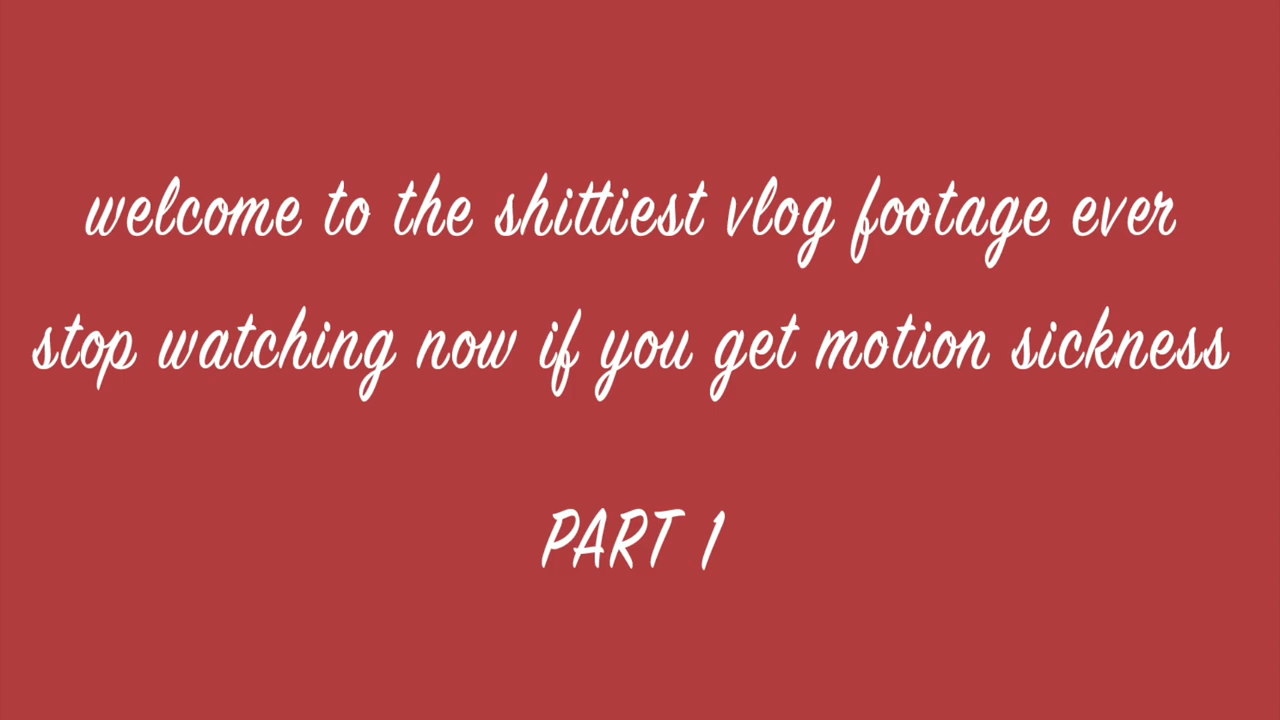 welcome to the shittiest vlog footage ever
stop watching now if you get motion sickness
PART 1